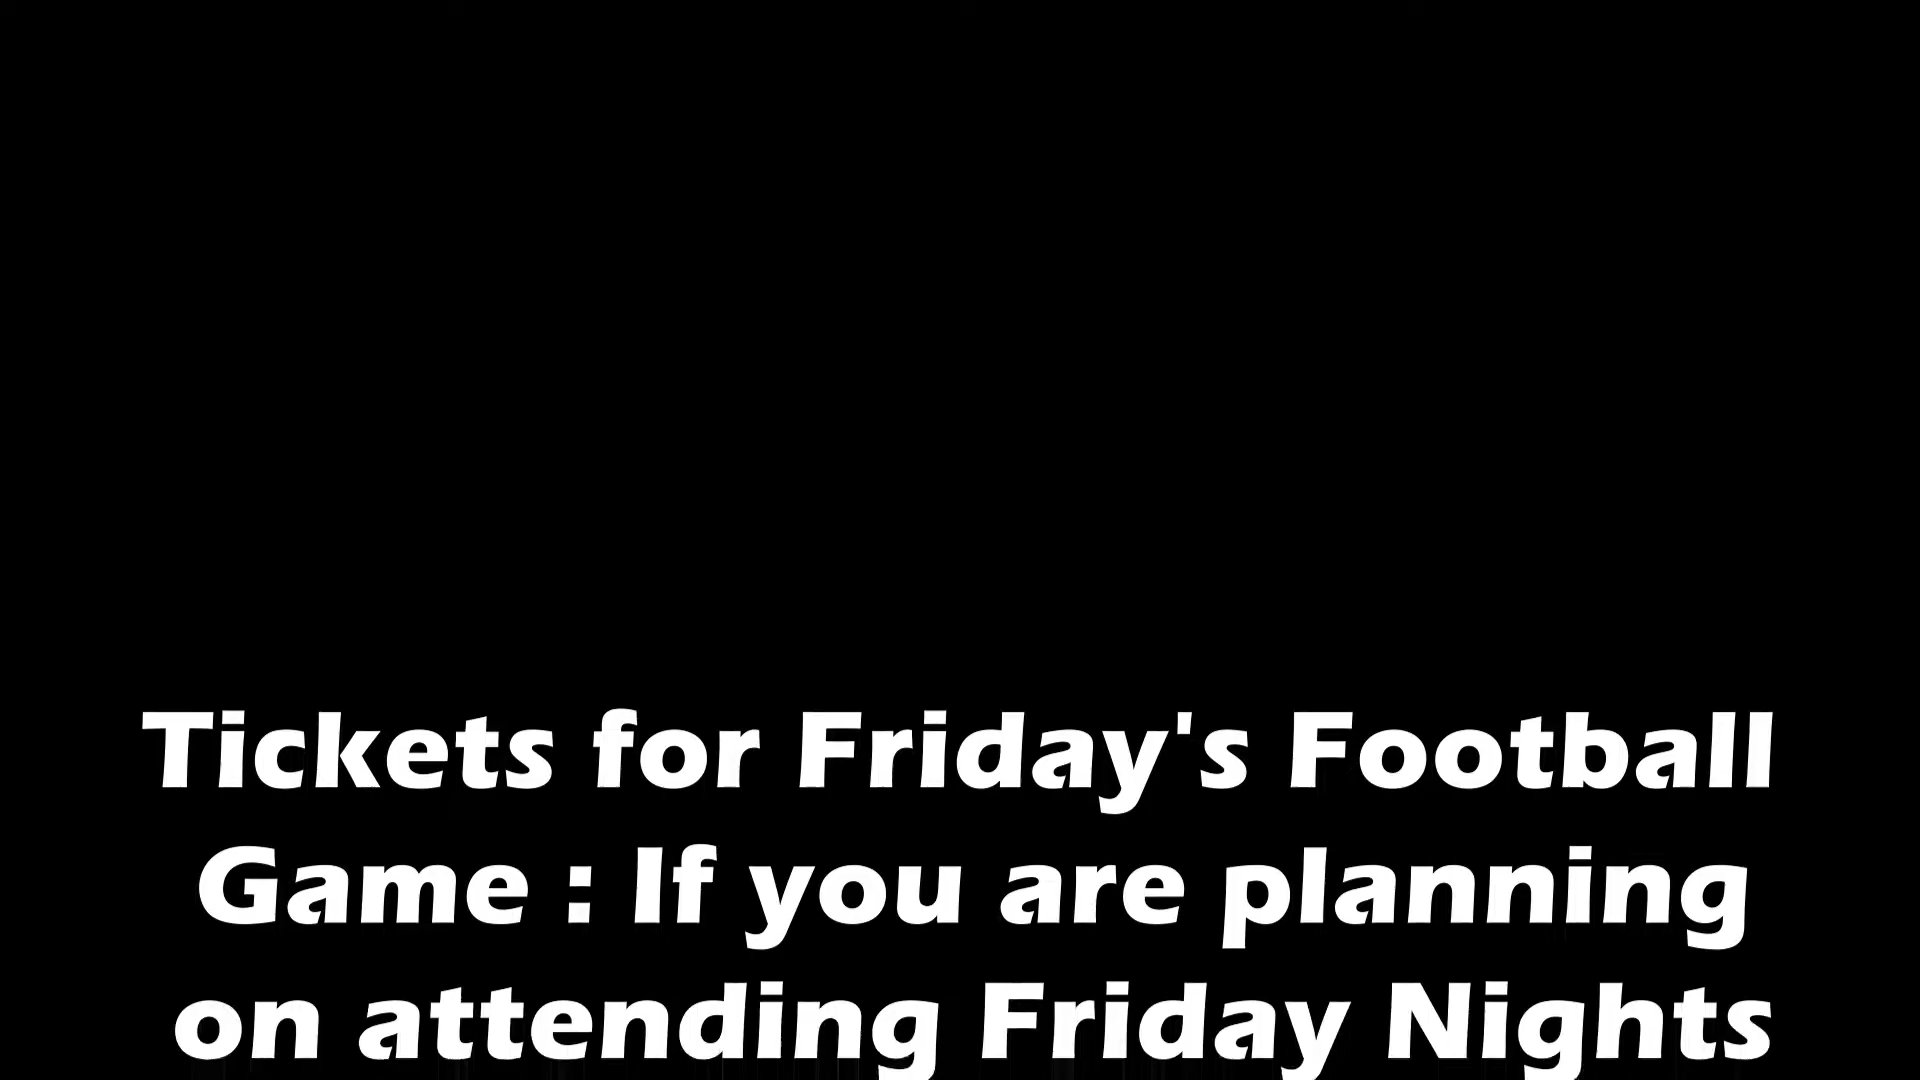 Tickets for Friday's Football
Game : If you are planning
on attending Friday Nights